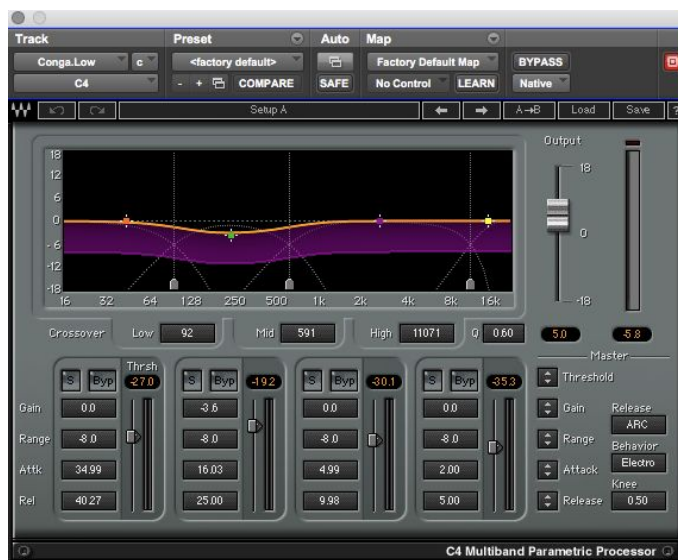 Track Preset Auto Map
Conga.Low c <factory default> Factory Default Map BYPASS
C4 - + COMPARE SAFE No Control LEARN Native
Setup A A→B Load Save ?
Output
18
12
6
0
-6
-12
-18
16 32 64 128 250 500 1k 2k 4k 8k 16k
18
0
-18
Crossover Low 92 Mid 591 High 11071 Q 0.60 5.0 -5.8
Master
Thrsh
S Byp -27.0 S Byp -19.2 S Byp -30.1 S Byp -35.3 Threshold
Gain 0.0 -3.6 0.0 0.0 Gain Release
ARC
Range -8.0 -8.0 -8.0 -8.0 Range Behavior
Electro
Attk 34.99 16.03 4.99 2.00 Attack Knee
Rel 40.27 25.00 9.98 5.00 Release 0.50
C4 Multiband Parametric Processor